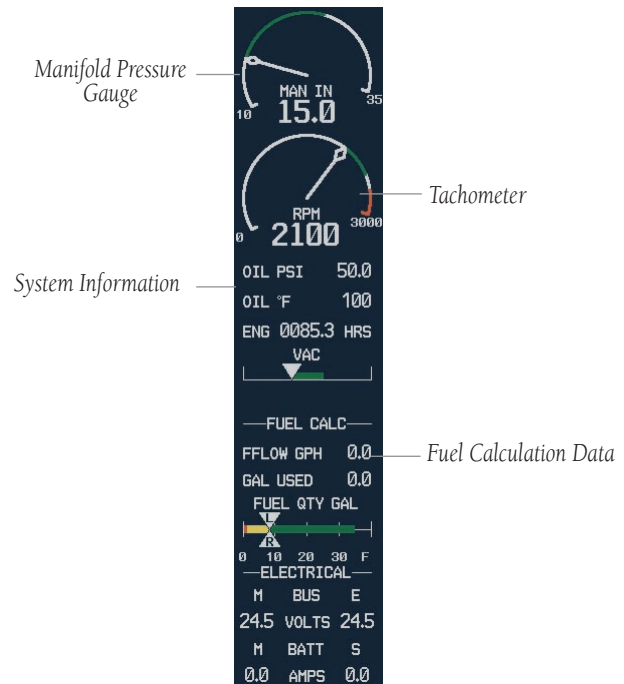 Manifold Pressure
Gauge
MAN IN
15.0
10
35
Tachometer
RPM
2100
0
3000
System Information
OIL PSI 50.0
OIL °F 100
ENG 0085.3 HRS
VAC
FUEL CALC
FFLOW GPH 0.0
Fuel Calculation Data
GAL USED 0.0
FUEL QTY GAL
L
R
0 10 20 30 F
ELECTRICAL
M BUS E
24.5 VOLTS 24.5
M BATT S
0.0 AMPS 0.0